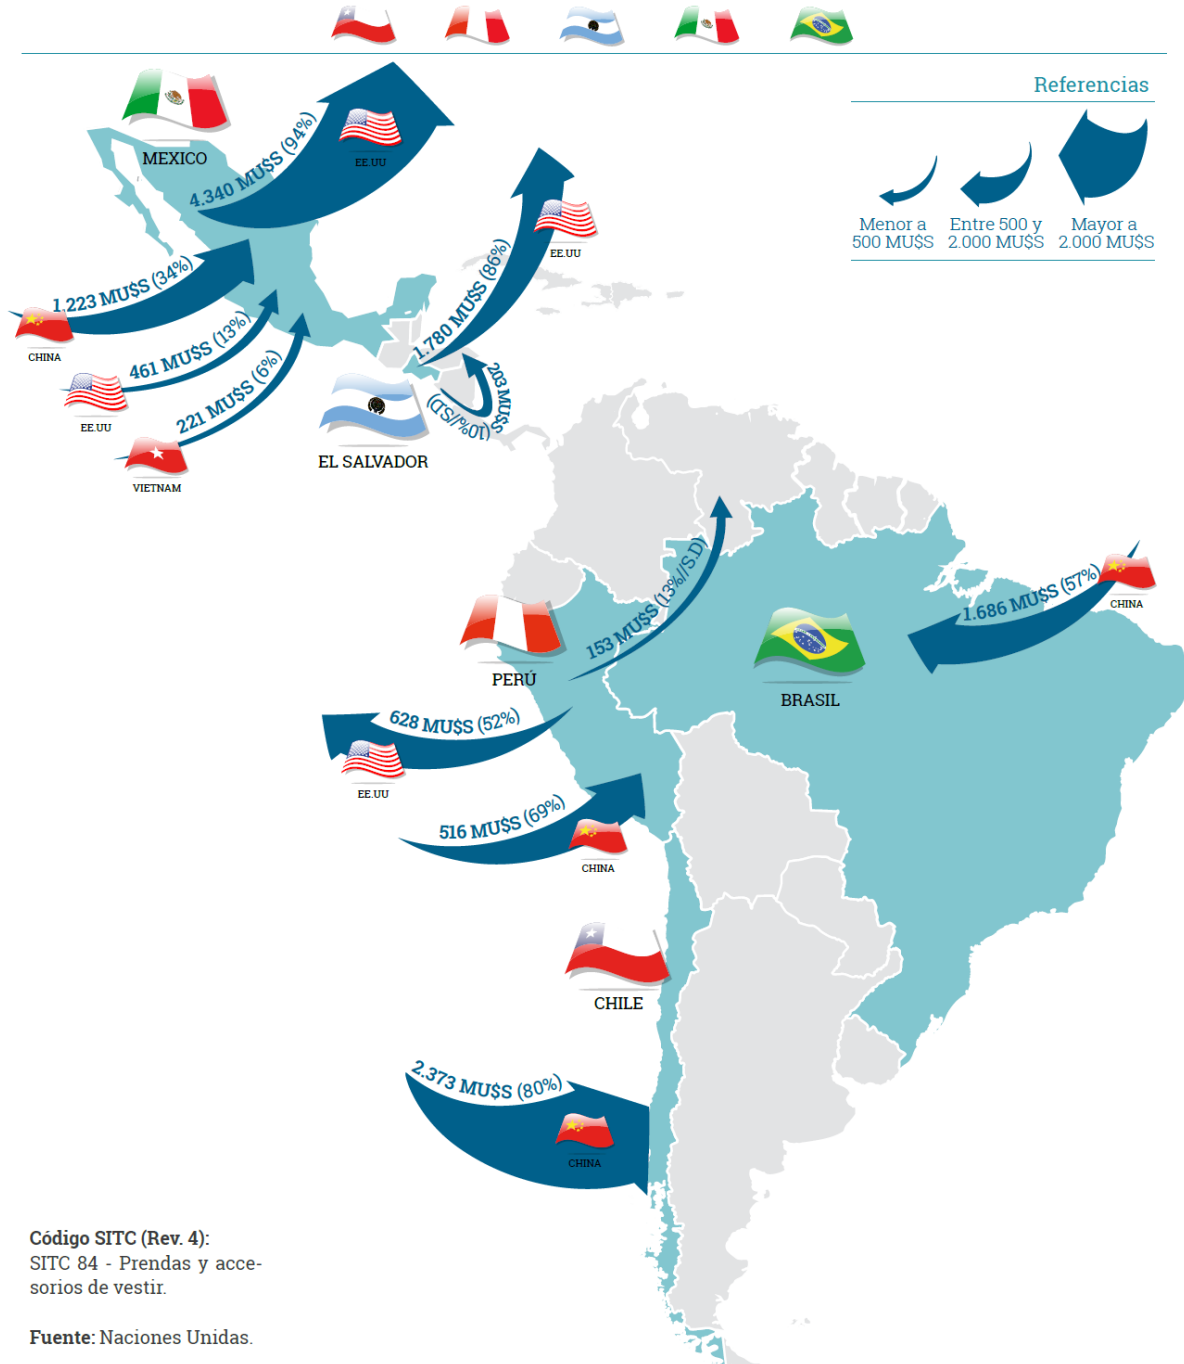 Referencias
Menor a
500 MU$S
Entre 500 y
2.000 MU$S
Mayor a
2.000 MU$S
MEXICO
4.340 MU$S (94%)
EE.UU
1.780 MU$S (86%)
EE.UU
1.223 MU$S (34%)
CHINA
461 MU$S (13%)
EE.UU
221 MU$S (6%)
VIETNAM
203 MU$S
(10%//S.D)
EL SALVADOR
153 MU$S (13%//S.D)
PERÚ
1.686 MU$S (57%)
CHINA
BRASIL
628 MU$S (52%)
EE.UU
516 MU$S (69%)
CHINA
CHILE
2.373 MU$S (80%)
CHINA
Código SITC (Rev. 4):
SITC 84 - Prendas y acce-
sorios de vestir.
Fuente: Naciones Unidas.